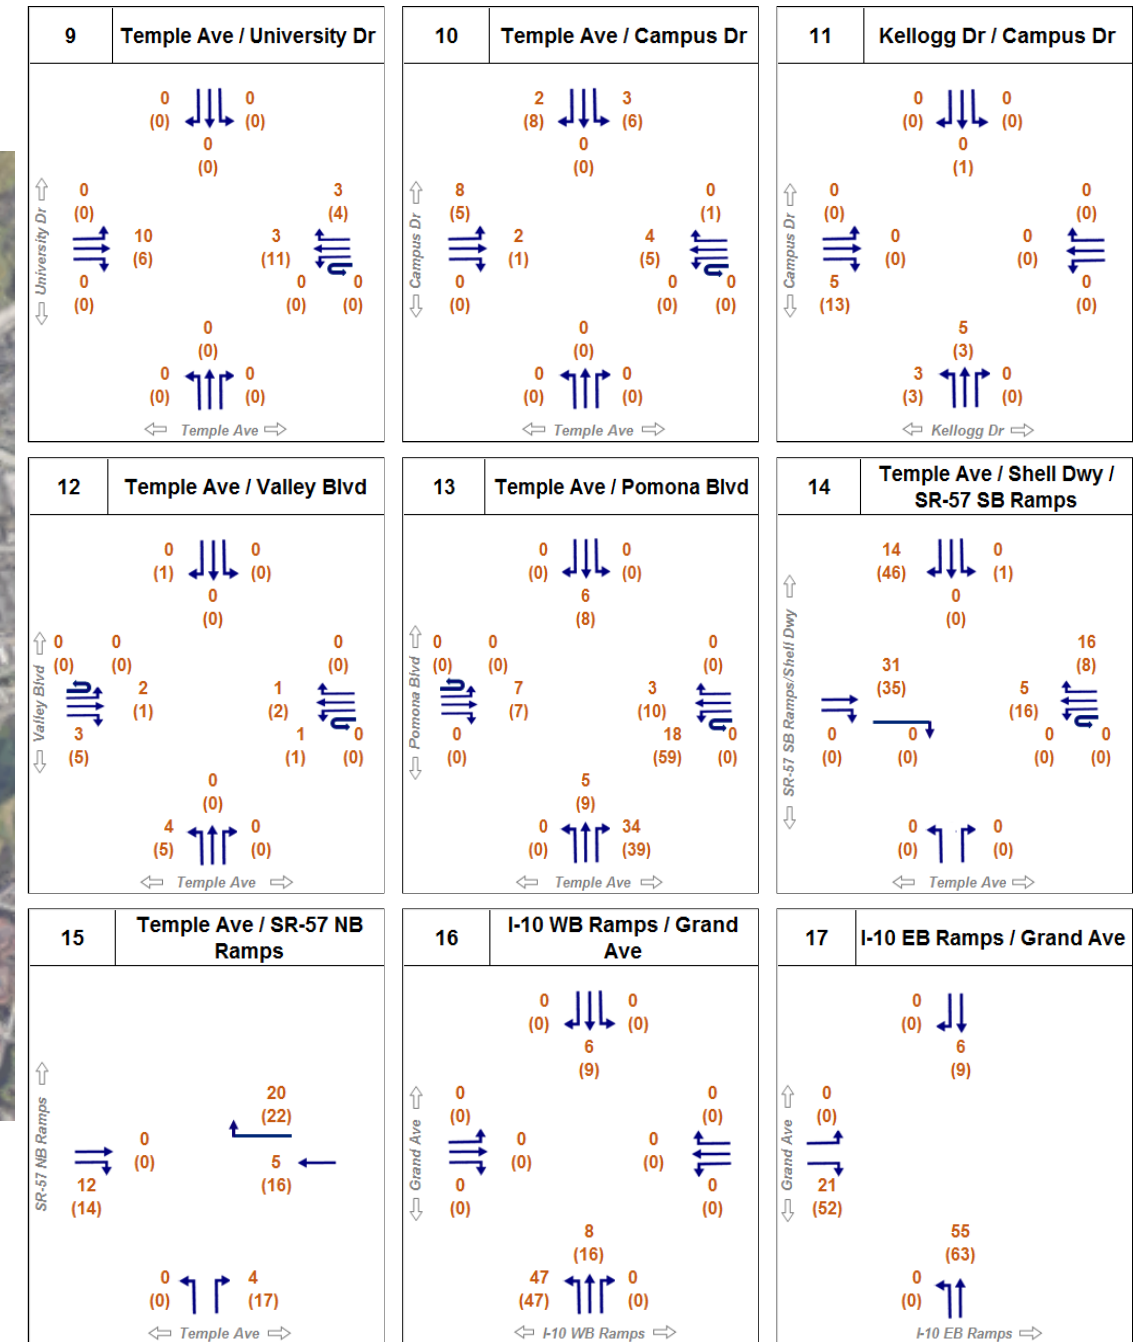 9 Temple Ave / University Dr
0 0
(0) (0)
0
(0)
0 3
(0) (4)
10 3
(6) (11)
0 0 0
(0) (0) (0)
0
(0)
0 0
(0) (0)
University Dr
Temple Ave
10 Temple Ave / Campus Dr
2 3
(8) (6)
0
(0)
8 0
(5) (1)
2 4
(1) (5)
0 0 0
(0) (0) (0)
0
(0)
0 0
(0) (0)
Campus Dr
Temple Ave
11 Kellogg Dr / Campus Dr
0 0
(0) (0)
0
(1)
0 0
(0) (0)
0 0
(0) (0)
5 0
(13) (0)
5
(3)
3 0
(3) (0)
Campus Dr
Kellogg Dr
12 Temple Ave / Valley Blvd
0 0
(1) (0)
0
(0)
0 0 0
(0) (0) (0)
2 1
(1) (2)
3 1 0
(5) (1) (0)
0
(0)
4 0
(5) (0)
Valley Blvd
Temple Ave
13 Temple Ave / Pomona Blvd
0 0
(0) (0)
6
(8)
0 0 0
(0) (0) (0)
7 3
(7) (10)
0 18 0
(0) (59) (0)
5
(9)
0 34
(0) (39)
Pomona Blvd
Temple Ave
14 Temple Ave / Shell Dwy /
SR-57 SB Ramps
14 0
(46) (1)
0
(0)
16
(8)
31 5
(35) (16)
0 0 0 0
(0) (0) (0) (0)
0 0
(0) (0)
SR-57 SB Ramps/Shell Dwy
Temple Ave
15 Temple Ave / SR-57 NB
Ramps
20
(22)
0 5
(0) (16)
12
(14)
0 4
(0) (17)
SR-57 NB Ramps
Temple Ave
16 I-10 WB Ramps / Grand
Ave
0 0
(0) (0)
6
(9)
0 0
(0) (0)
0 0
(0) (0)
0 0
(0) (0)
8
(16)
47 0
(47) (0)
Grand Ave
I-10 WB Ramps
17 I-10 EB Ramps / Grand Ave
0
(0)
6
(9)
0
(0)
21
(52)
55
(63)
0
(0)
Grand Ave
I-10 EB Ramps